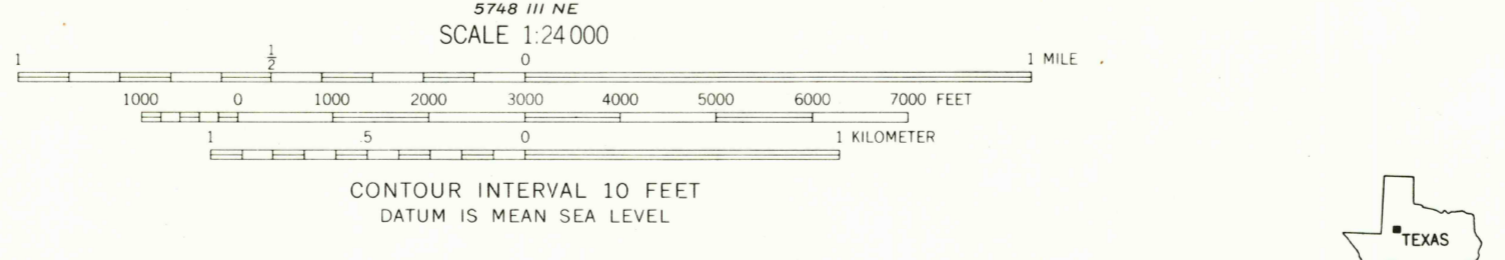 5748 III NE
SCALE 1:24 000
1 1/2 0 1 MILE
1000 0 1000 2000 3000 4000 5000 6000 7000 FEET
1 .5 0 1 KILOMETER
CONTOUR INTERVAL 10 FEET
DATUM IS MEAN SEA LEVEL
TEXAS